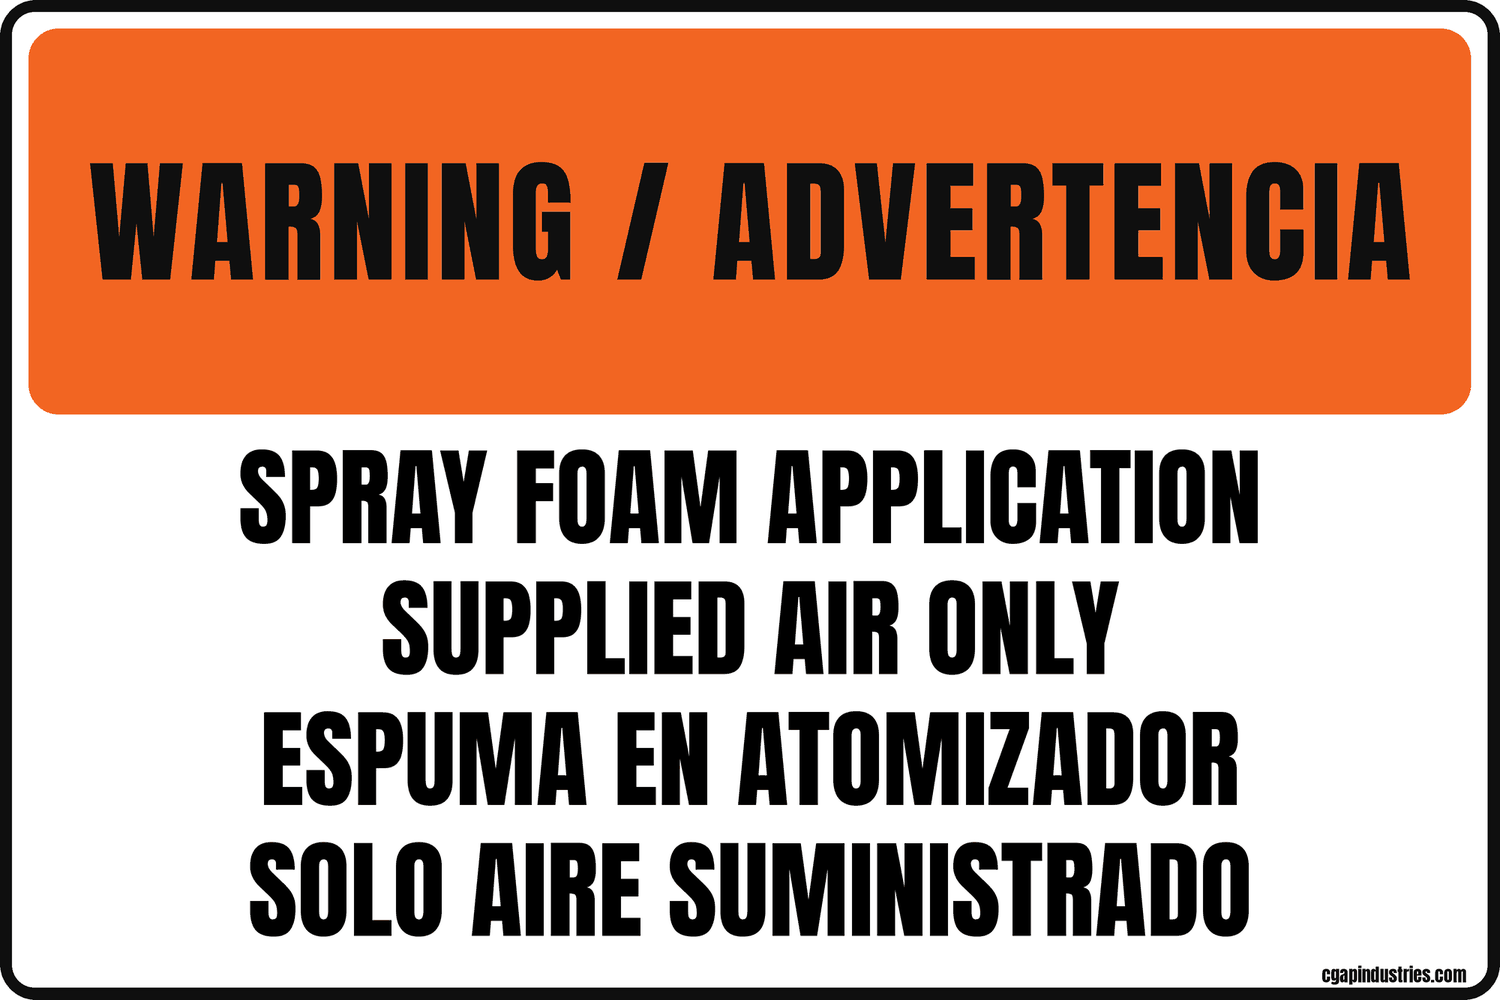 WARNING / ADVERTENCIA
SPRAY FOAM APPLICATION
SUPPLIED AIR ONLY
ESPUMA EN ATOMIZADOR
SOLO AIRE SUMINISTRADO
cgapindustries.com